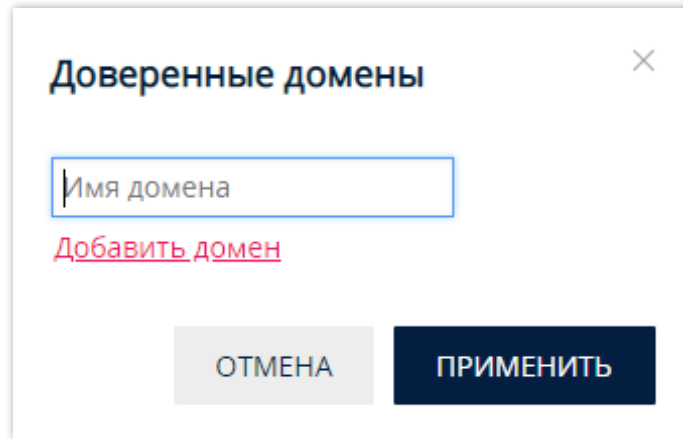 Доверенные домены
Имя домена
Добавить домен
ОТМЕНА
ПРИМЕНИТЬ